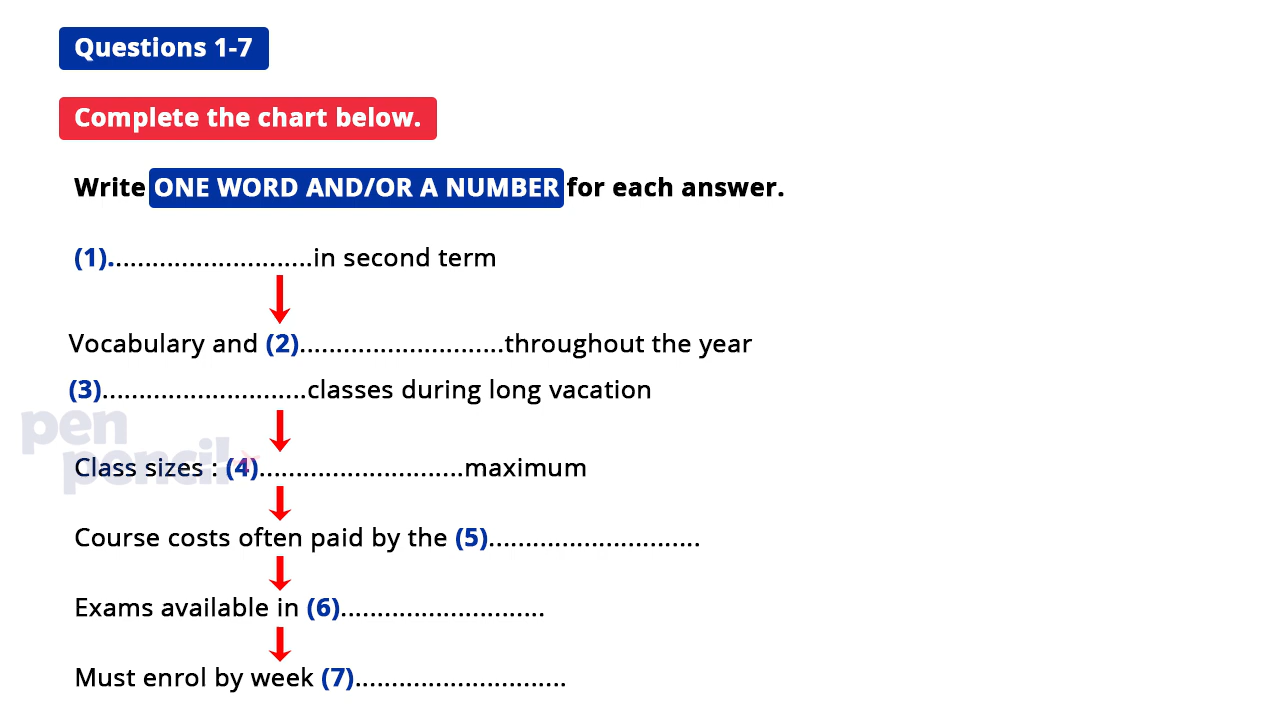 Questions 1-7
Complete the chart below.
Write ONE WORD AND/OR A NUMBER for each answer.
(1)............................in second term
Vocabulary and (2)............................throughout the year
(3)............................classes during long vacation
pen
pencil
Class sizes : (4)............................maximum
Course costs often paid by the (5).............................
Exams available in (6)............................
Must enrol by week (7).............................